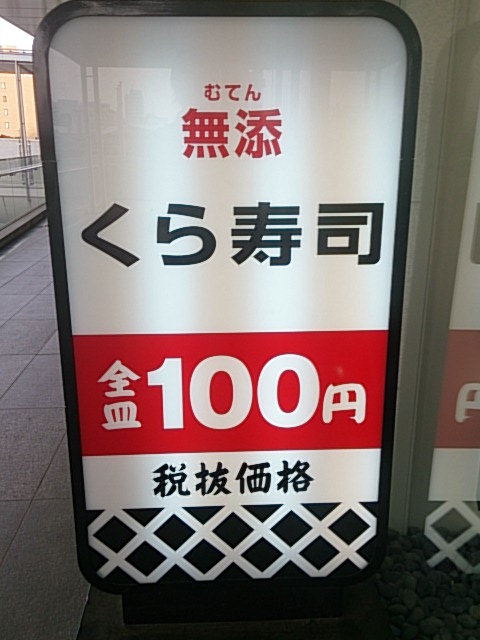 むてん
無添
くら寿司
全皿100円
税抜価格